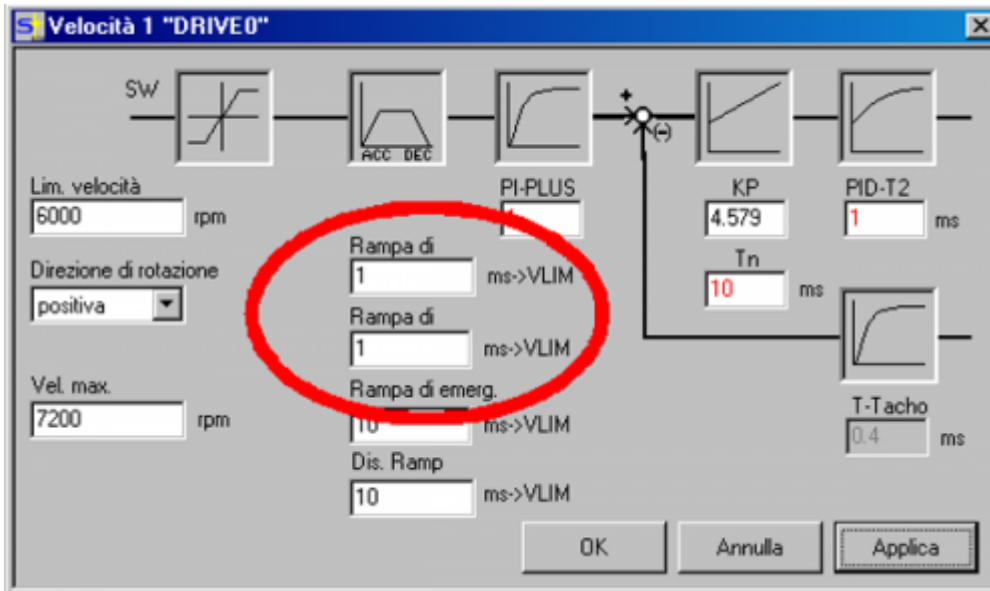 Velocità 1 "DRIVE0"
SW
ACC DEC
+
(-)
Lim. velocità
6000 rpm
Direzione di rotazione
positiva
Vel. max.
7200 rpm
PI-PLUS
Rampa di
1 ms->VLIM
Rampa di
1 ms->VLIM
Rampa di emerg.
10 ms->VLIM
Dis. Ramp
10 ms->VLIM
KP
4.579
Tn
10 ms
PID-T2
1 ms
T-Tacho
0.4 ms
OK Annulla Applica